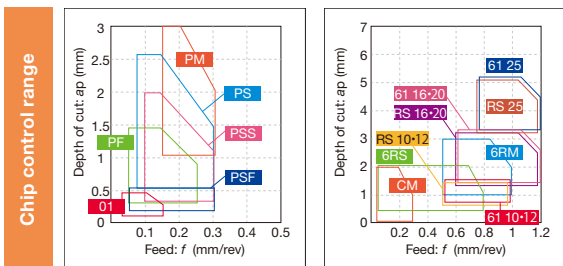 Chip control range
Depth of cut: ap (mm)
3
2.5
2
1.5
1
0.5
0
0.1
0.2
0.3
0.4
0.5
Feed: f (mm/rev)
PM
PS
PSS
PF
PSF
01
Depth of cut: ap (mm)
7
6
5
4
3
2
1
0
0.2
0.4
0.6
0.8
1.0
1.2
Feed: f (mm/rev)
61 25
61 16•20
RS 25
RS 16•20
RS 10•12
6RS
6RM
CM
61 10•12